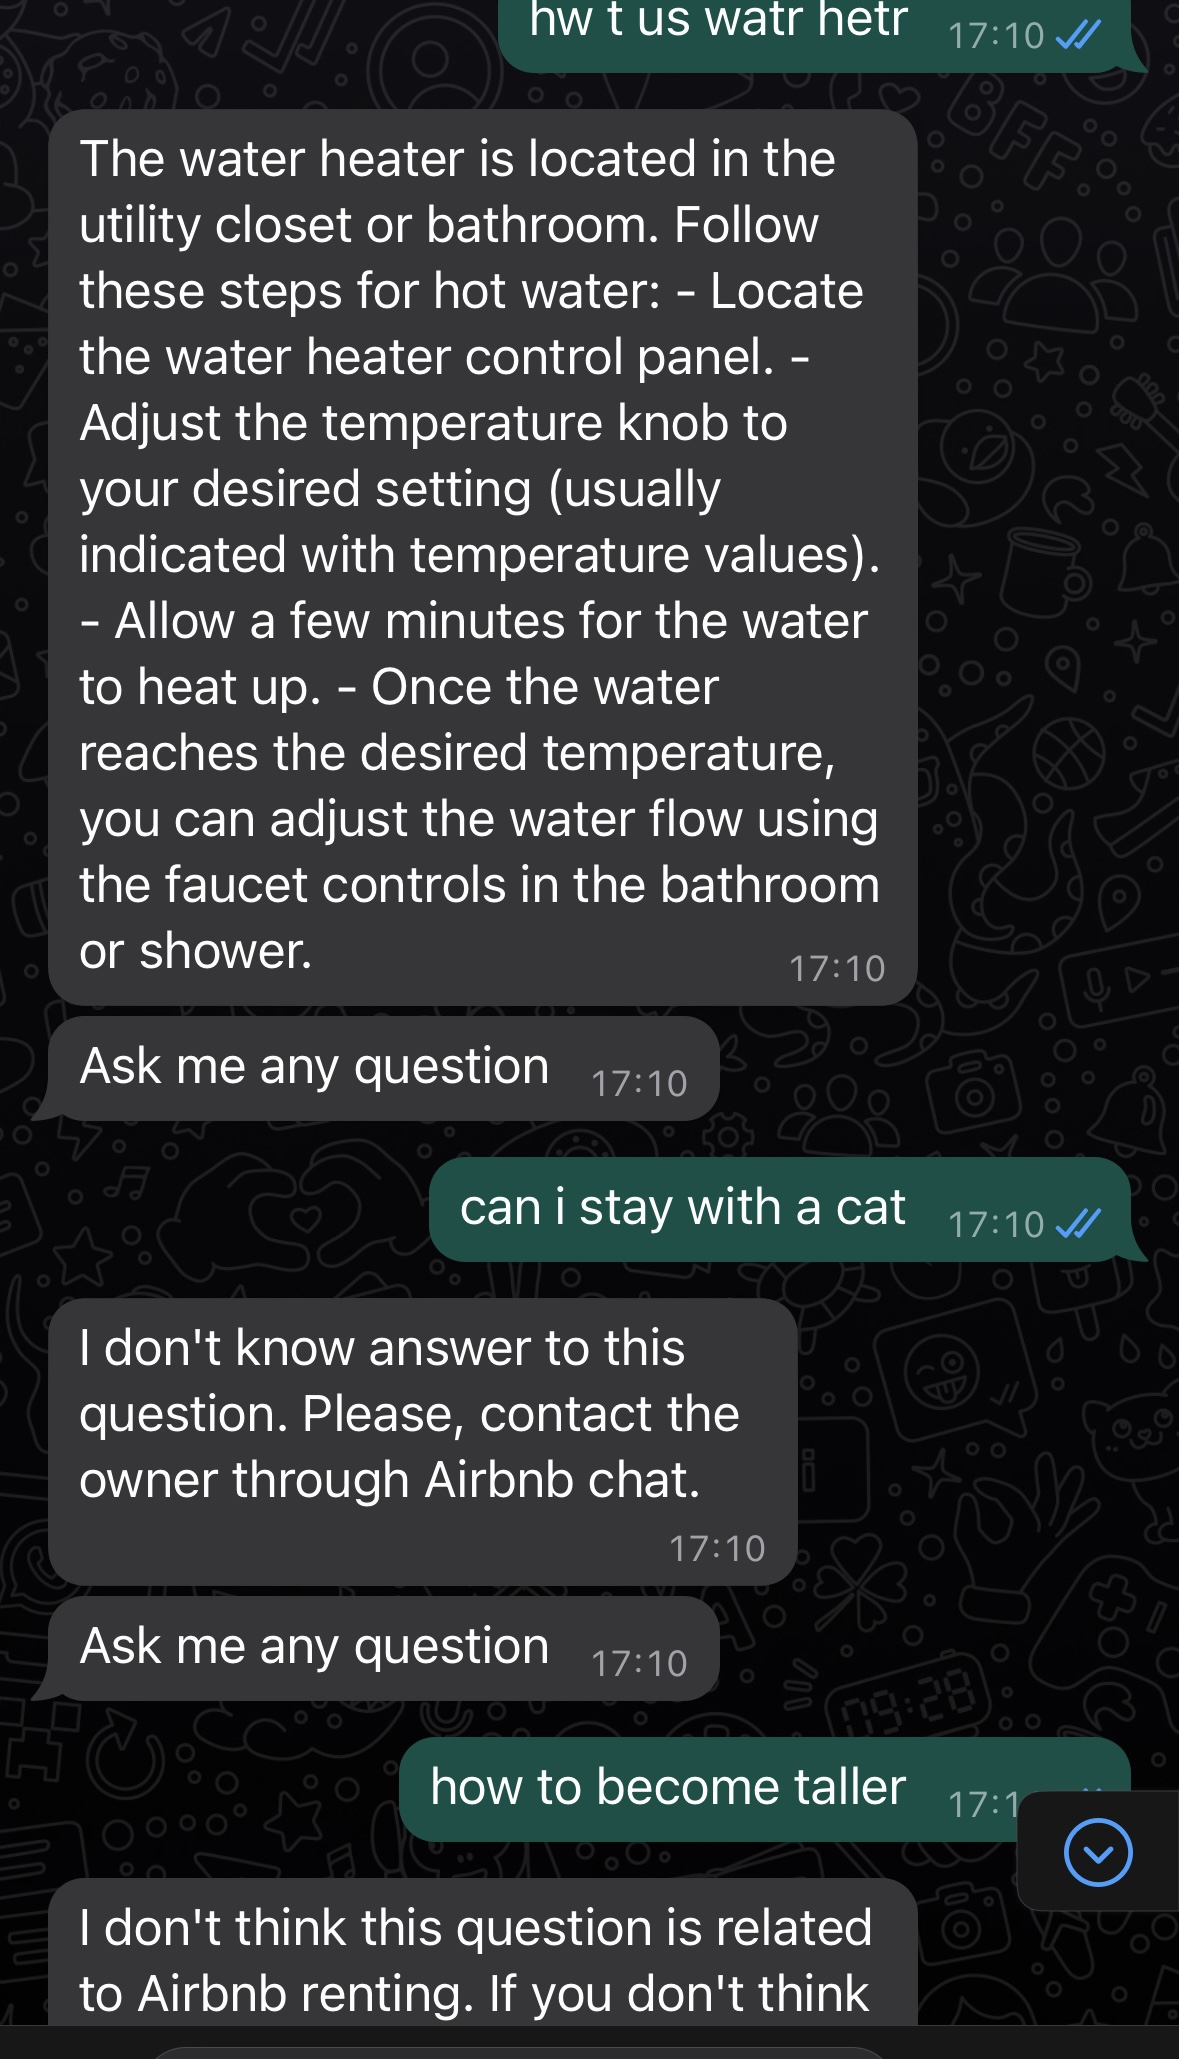 hw t us watr hetr 17:10
The water heater is located in the
utility closet or bathroom. Follow
these steps for hot water: - Locate
the water heater control panel. -
Adjust the temperature knob to
your desired setting (usually
indicated with temperature values).
- Allow a few minutes for the water
to heat up. - Once the water
reaches the desired temperature,
you can adjust the water flow using
the faucet controls in the bathroom
or shower. 17:10
Ask me any question 17:10
can i stay with a cat 17:10
I don't know answer to this
question. Please, contact the
owner through Airbnb chat.
17:10
Ask me any question 17:10
how to become taller 17:1
I don't think this question is related
to Airbnb renting. If you don't think
BFF
09:28